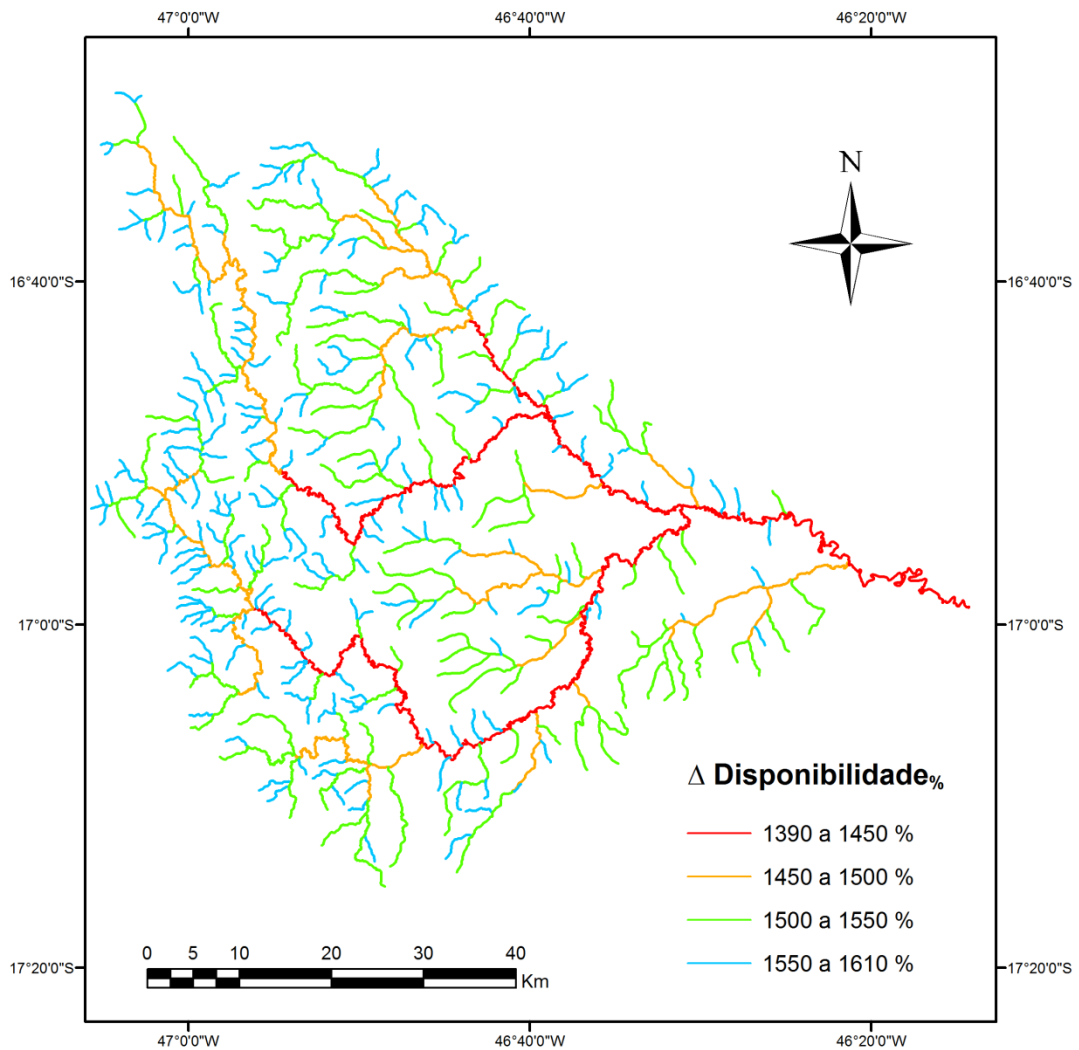 47°0'0"W 46°40'0"W 46°20'0"W
N
16°40'0"S 16°40'0"S
17°0'0"S 17°0'0"S
Δ Disponibilidade%
1390 a 1450 %
1450 a 1500 %
1500 a 1550 %
1550 a 1610 %
0 5 10 20 30 40
Km
17°20'0"S 17°20'0"S
47°0'0"W 46°40'0"W 46°20'0"W